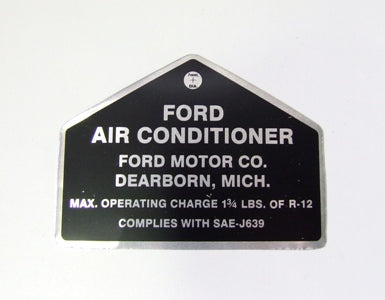 FORD
AIR CONDITIONER
FORD MOTOR CO.
DEARBORN, MICH.
MAX. OPERATING CHARGE 1¾ LBS. OF R-12
COMPLIES WITH SAE-J639